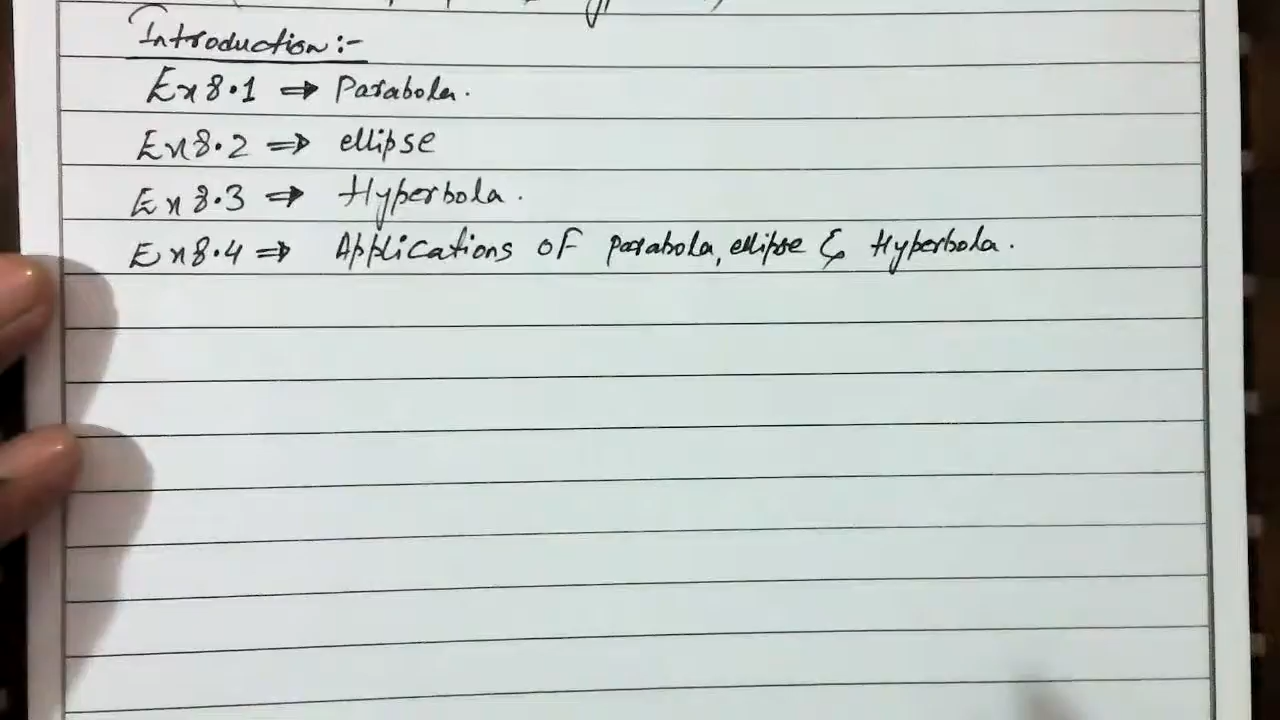 Introduction :-
Ex 8.1 ⇒ Parabola.
Ex 8.2 ⇒ ellipse
Ex 8.3 ⇒ Hyperbola.
Ex 8.4 ⇒ Applications of parabola, ellipse & Hyperbola.